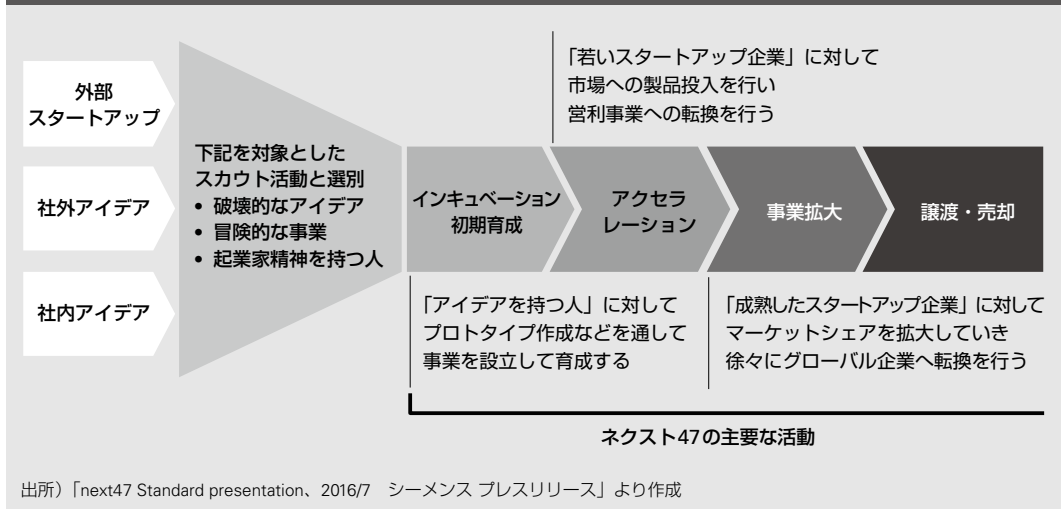 外部
スタートアップ
社外アイデア
社内アイデア
下記を対象とした
スカウト活動と選別
• 破壊的なアイデア
• 冒険的な事業
• 起業家精神を持つ人
「若いスタートアップ企業」に対して
市場への製品投入を行い
営利事業への転換を行う
インキュベーション
初期育成
アクセラ
レーション
事業拡大
譲渡・売却
「アイデアを持つ人」に対して
プロトタイプ作成などを通して
事業を設立して育成する
「成熟したスタートアップ企業」に対して
マーケットシェアを拡大していき
徐々にグローバル企業へ転換を行う
ネクスト47の主要な活動
出所）「next47 Standard presentation、2016/7　シーメンス プレスリリース」より作成